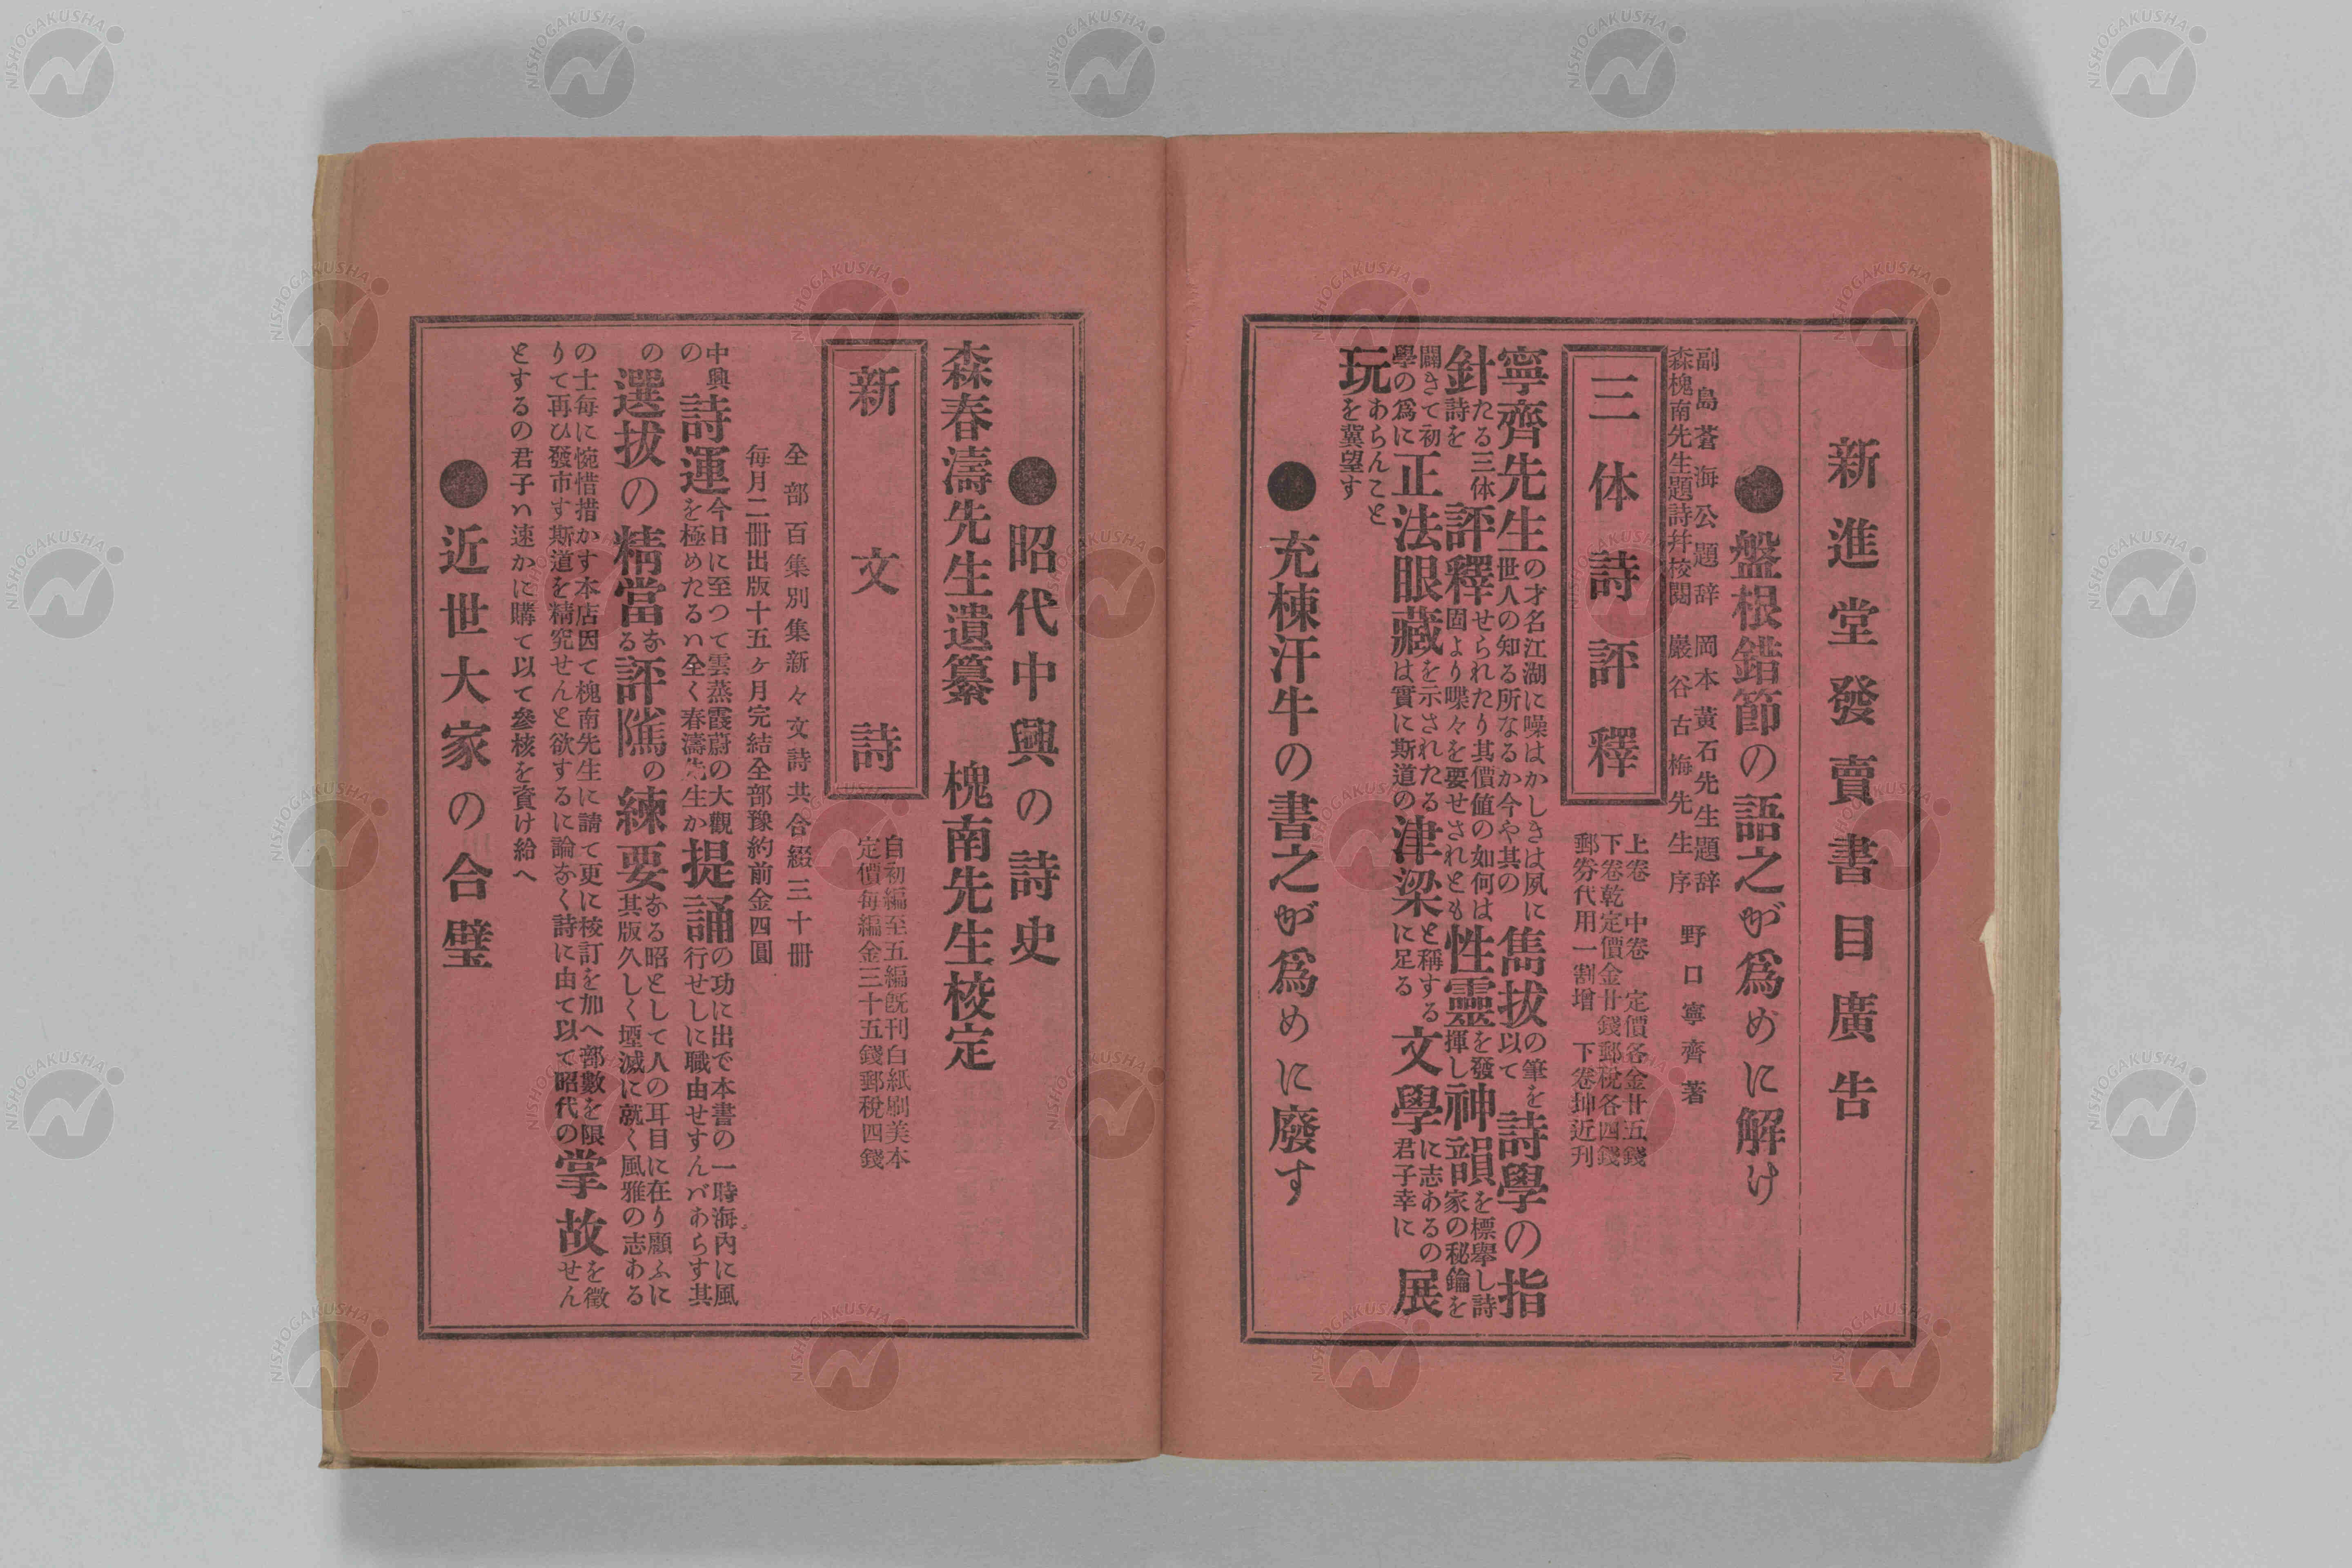 新進堂發賣書目廣告
●盤根錯節の語之が爲めに解け
副島蒼海公題辞 岡本黃石先生題辞
森槐南先生題詩幷校閱 巖谷古梅先生序 野口寧齊著
三体詩評釋
上卷 中卷 定價各金廿五錢
下卷乾定價金廿錢郵稅各四錢
郵劵代用一割增 下卷坤近刊
寧齊先生の才名江湖に噪はかしきは夙に世人の知る所なるか今や其の雋拔の筆を以て詩學の指
針たる三体詩を評釋せられたり其價値の如何は固より喋々を要せされとも性靈を發揮し神韻を標擧し詩家の秘鑰を
闢きて初學の爲に正法眼藏を示されたるは實に斯道の津梁と稱するに足る文學に志あるの君子幸に展
玩あらんことを冀望す
●充棟汗牛の書之が爲めに廢す
●昭代中興の詩史
森春濤先生遺纂 槐南先生校定
新文詩
自初編至五編旣刊白紙刷美本
定價每編金三十五錢郵稅四錢
全部百集別集新々文詩共合綴三十冊
每月二冊出版十五ヶ月完結全部豫約前金四圓
中興の詩運今日に至つて雲蒸霞蔚の大觀を極めたるハ全く春濤先生か提誦の功に出で本書の一時海內に風行せしに職由せすんバあらす其
の選拔の精當なる評隲の練要なる昭として人の耳目に在り顧ふに其版久しく堙滅に就く風雅の志ある
の士每に惋惜措かす本店因て槐南先生に請て更に校訂を加へ部數を限りて再ひ發市す斯道を精究せんと欲するに論なく詩に由て以て昭代の掌故を徵せん
とするの君子ハ速かに購て以て參核を資け給へ
●近世大家の合璧
NISHOGAKUSHA